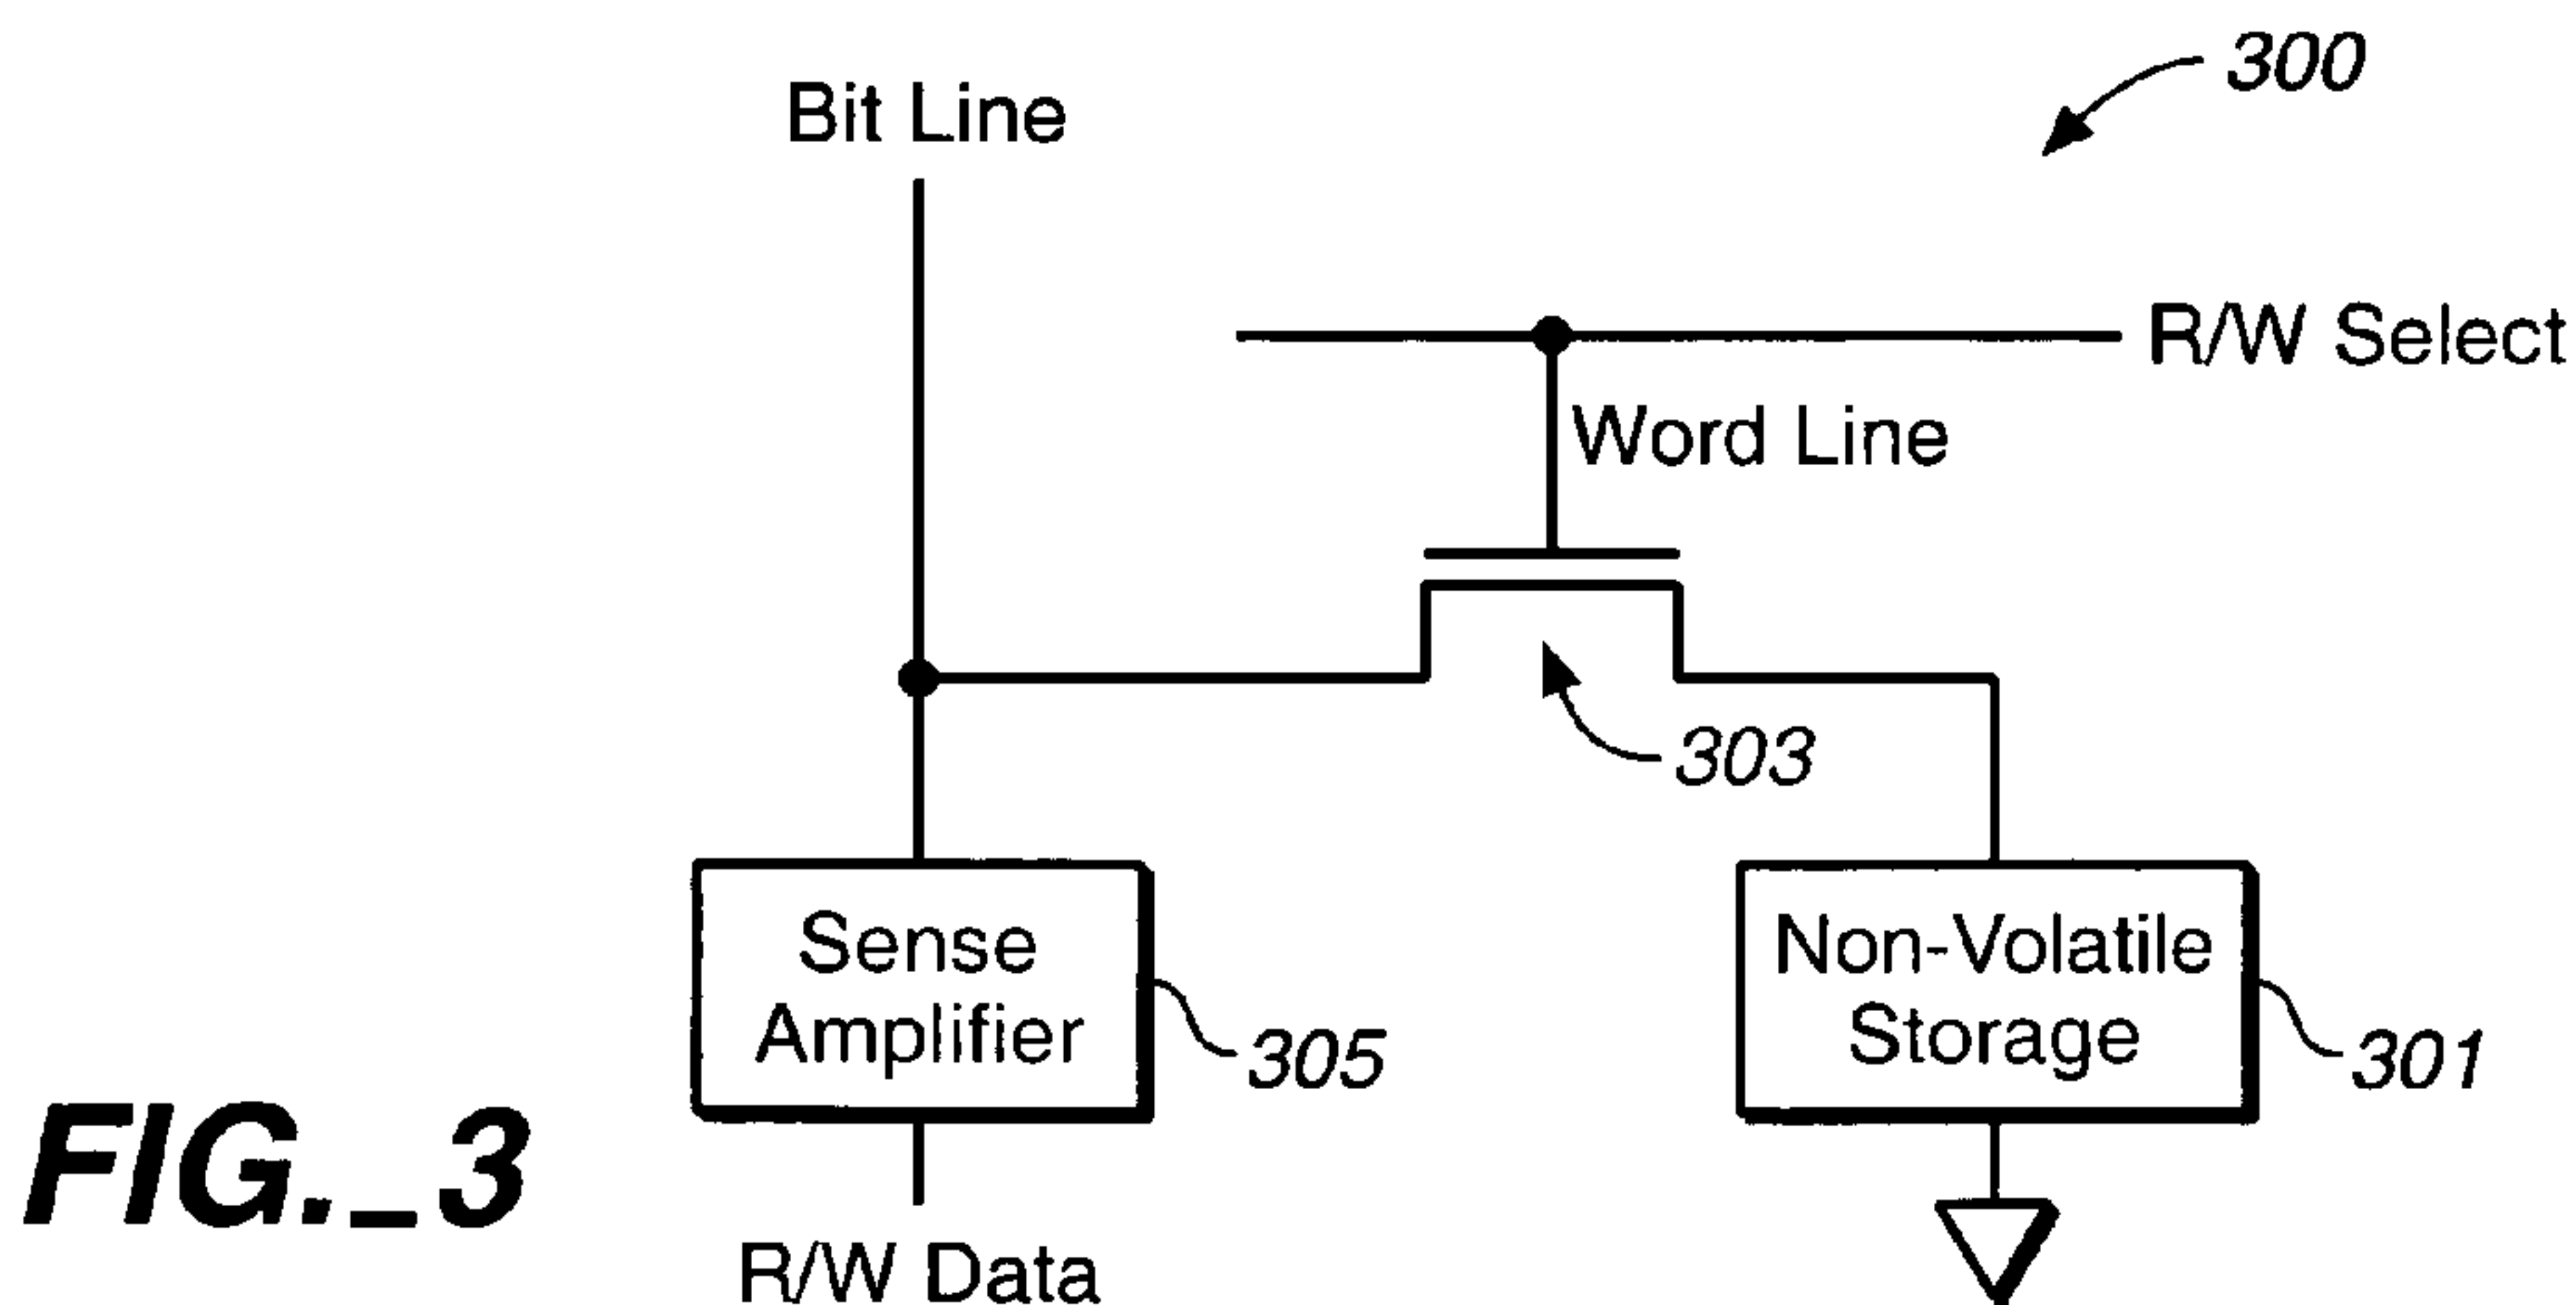 300
Bit Line
R/W Select
Word Line
303
Sense
Amplifier
305
Non-Volatile
Storage
301
FIG._3
R/W Data